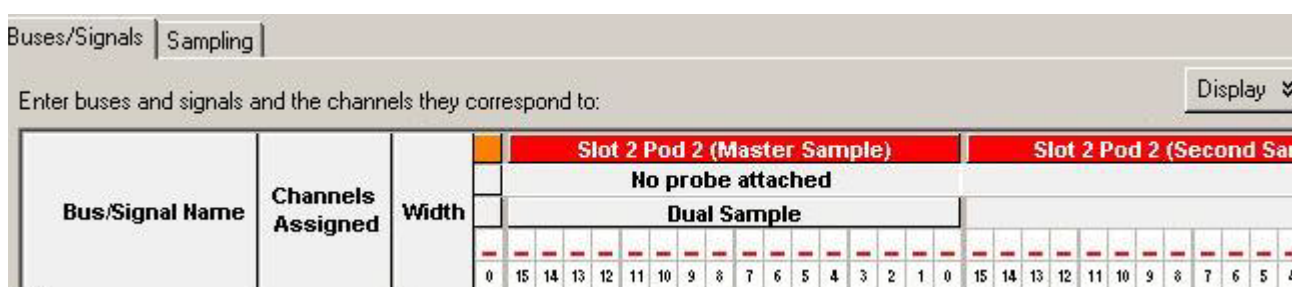 Buses/Signals Sampling
Enter buses and signals and the channels they correspond to:
Display
Bus/Signal Name
Channels Assigned
Width
Slot 2 Pod 2 (Master Sample)
Slot 2 Pod 2 (Second Sa
No probe attached
Dual Sample
0 15 14 13 12 11 10 9 8 7 6 5 4 3 2 1 0 15 14 13 12 11 10 9 8 7 6 5 4